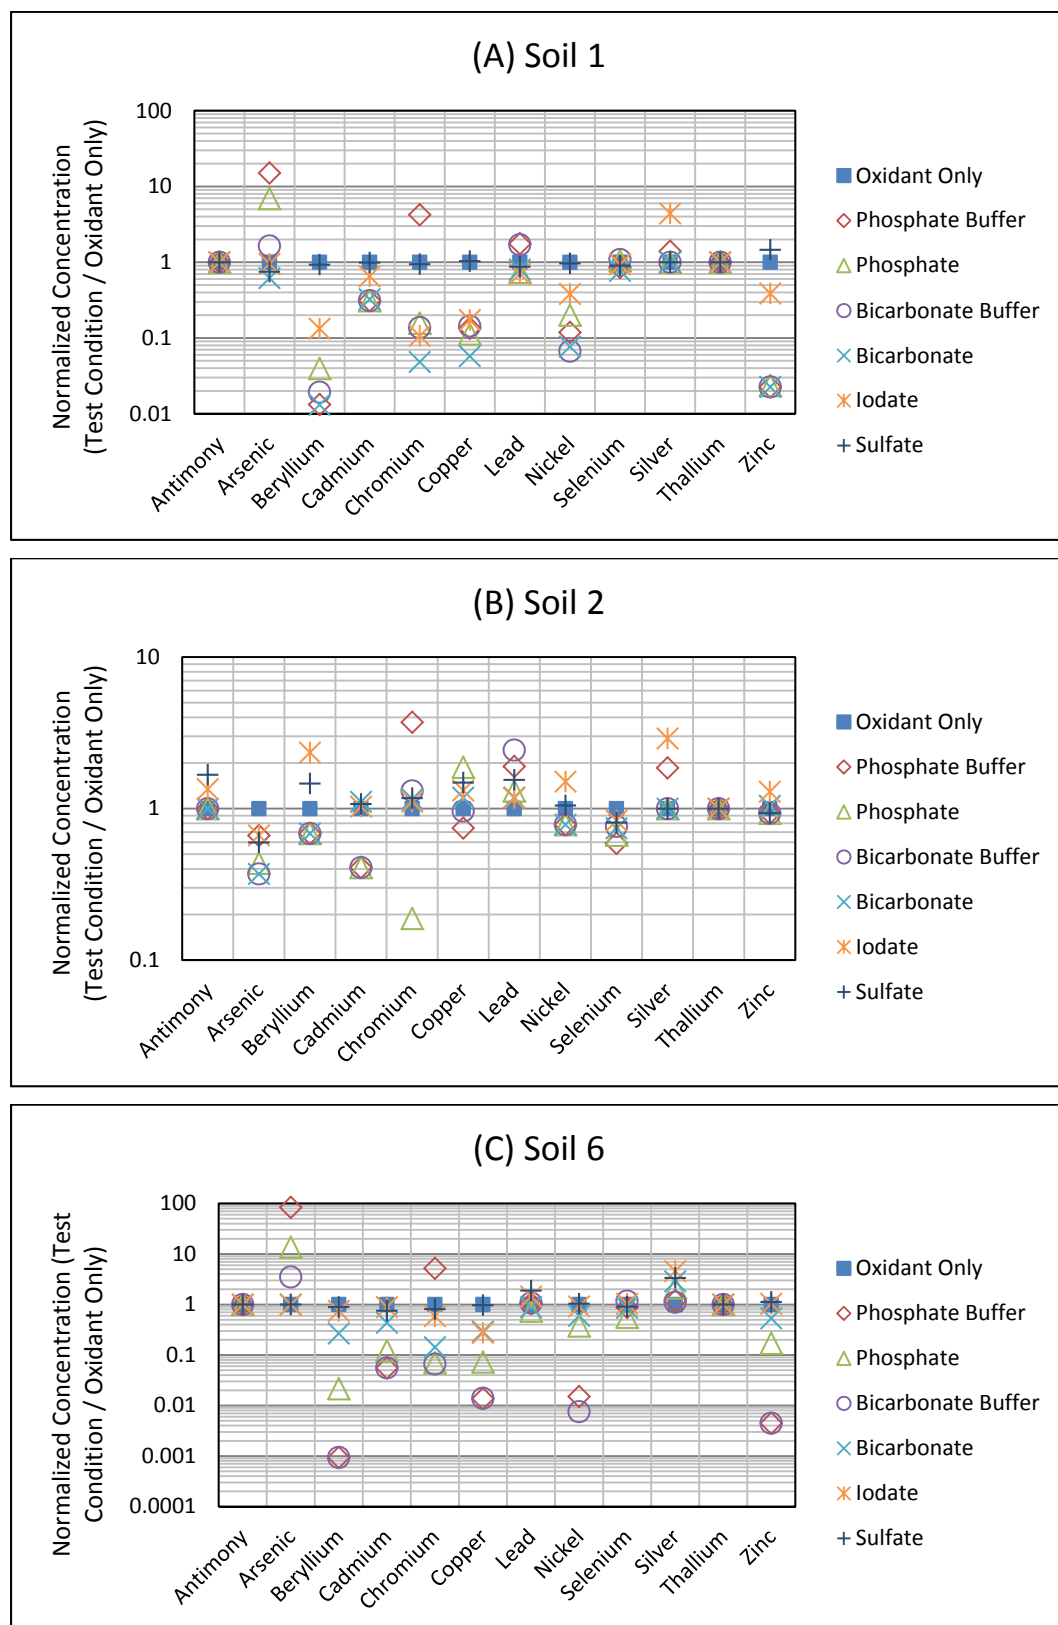 (A) Soil 1
Normalized Concentration
(Test Condition / Oxidant Only)
100
10
1
0.1
0.01
Antimony
Arsenic
Beryllium
Cadmium
Chromium
Copper
Lead
Nickel
Selenium
Silver
Thallium
Zinc
Oxidant Only
Phosphate Buffer
Phosphate
Bicarbonate Buffer
Bicarbonate
Iodate
Sulfate
(B) Soil 2
Normalized Concentration
(Test Condition / Oxidant Only)
10
1
0.1
Antimony
Arsenic
Beryllium
Cadmium
Chromium
Copper
Lead
Nickel
Selenium
Silver
Thallium
Zinc
Oxidant Only
Phosphate Buffer
Phosphate
Bicarbonate Buffer
Bicarbonate
Iodate
Sulfate
(C) Soil 6
Normalized Concentration (Test
Condition / Oxidant Only)
100
10
1
0.1
0.01
0.001
0.0001
Antimony
Arsenic
Beryllium
Cadmium
Chromium
Copper
Lead
Nickel
Selenium
Silver
Thallium
Zinc
Oxidant Only
Phosphate Buffer
Phosphate
Bicarbonate Buffer
Bicarbonate
Iodate
Sulfate